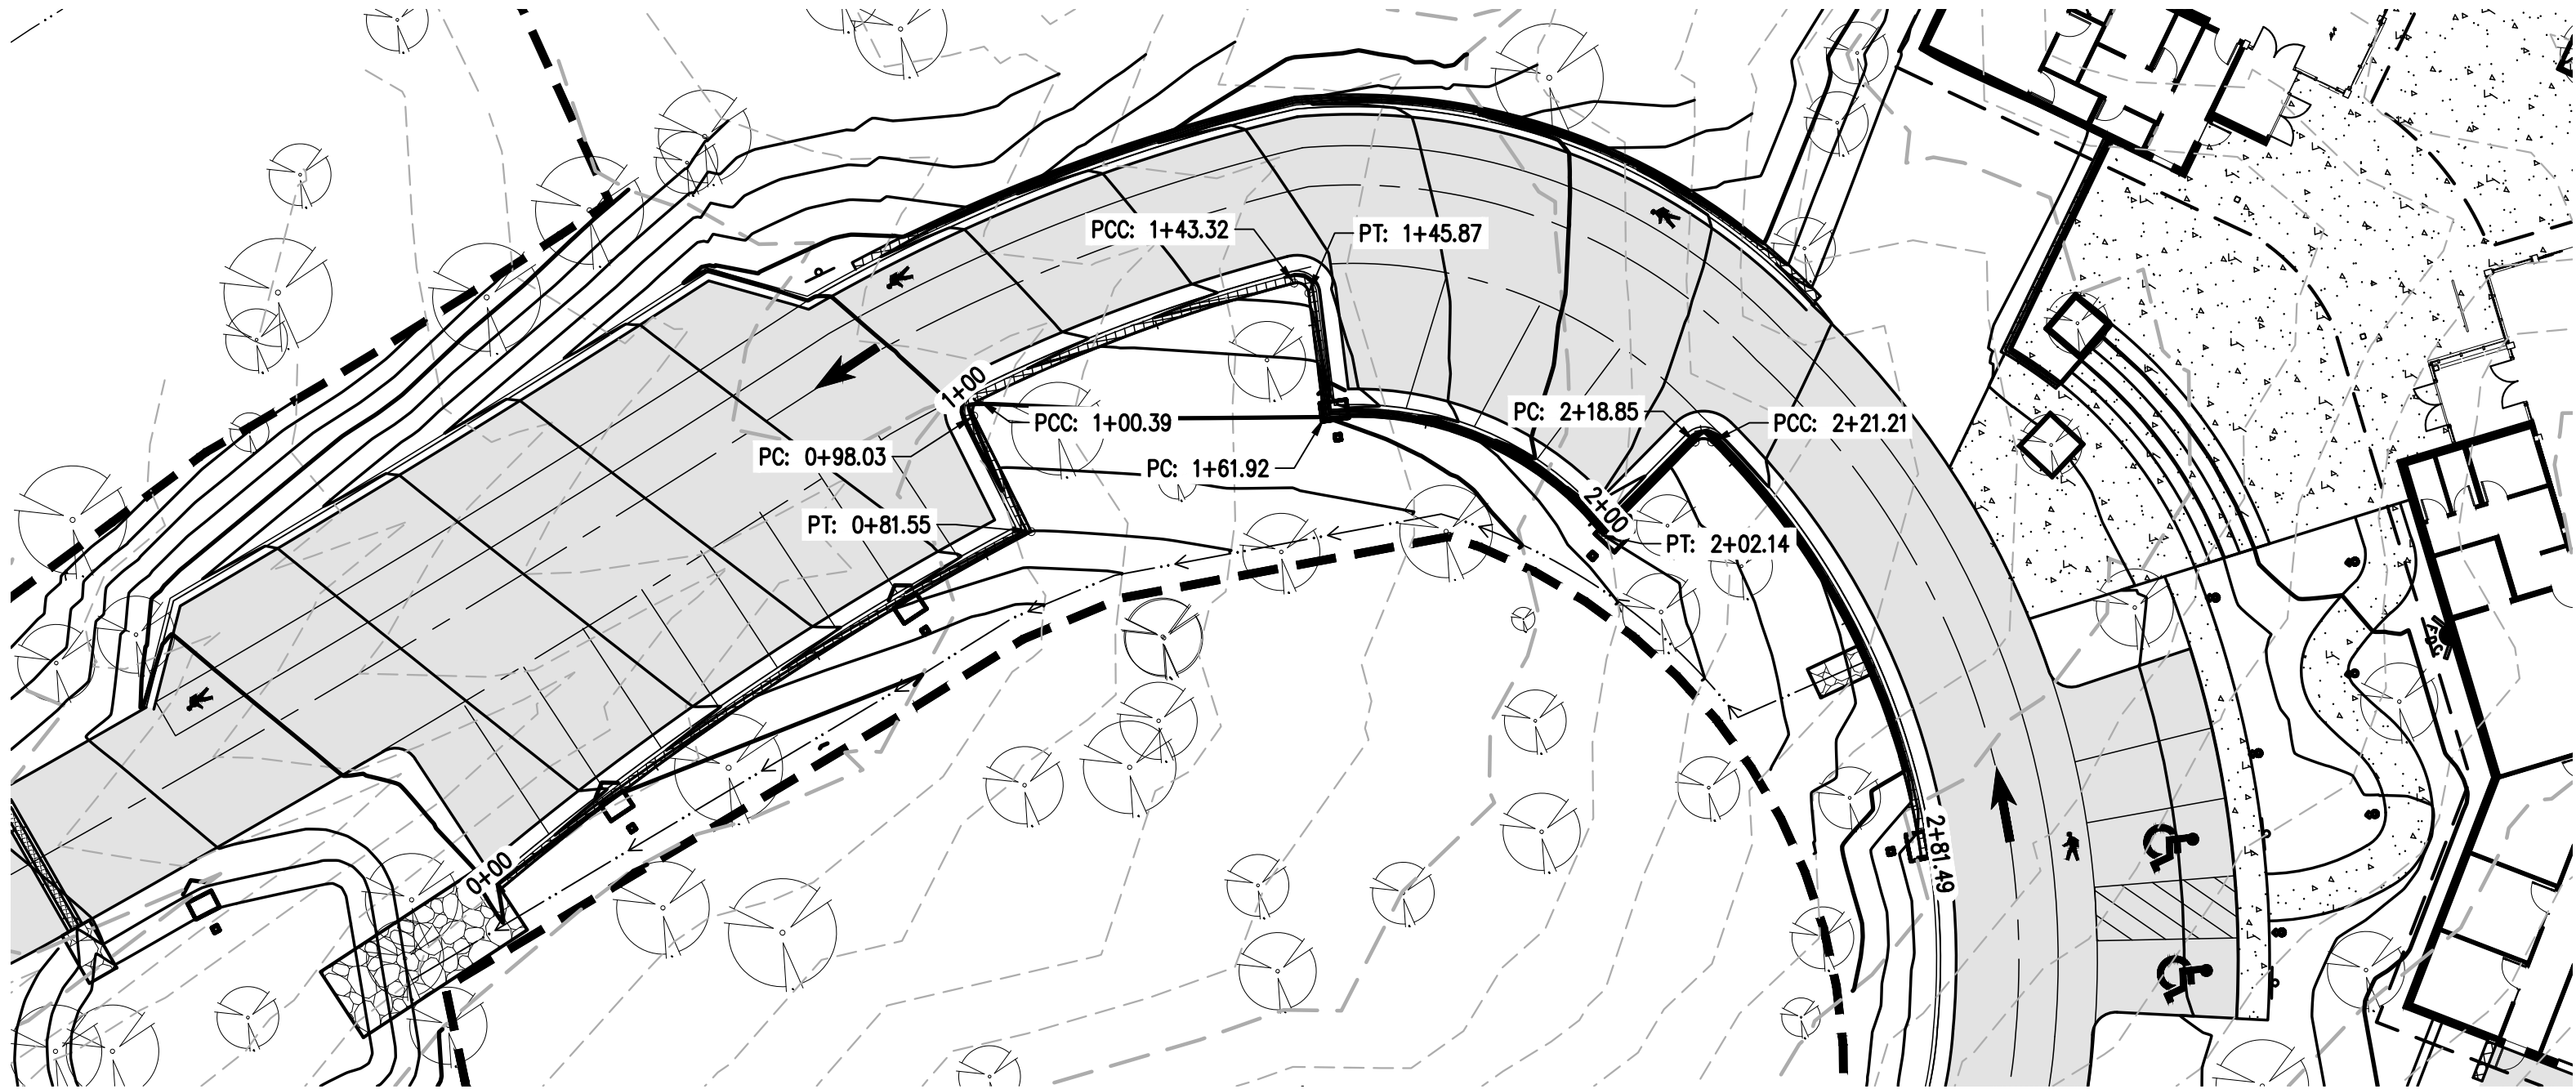 PCC: 1+43.32
PT: 1+45.87
1+00
PCC: 1+00.39
PC: 2+18.85
PCC: 2+21.21
PC: 0+98.03
PC: 1+61.92
PT: 0+81.55
2+00
PT: 2+02.14
FDC
0+00
2+81.49